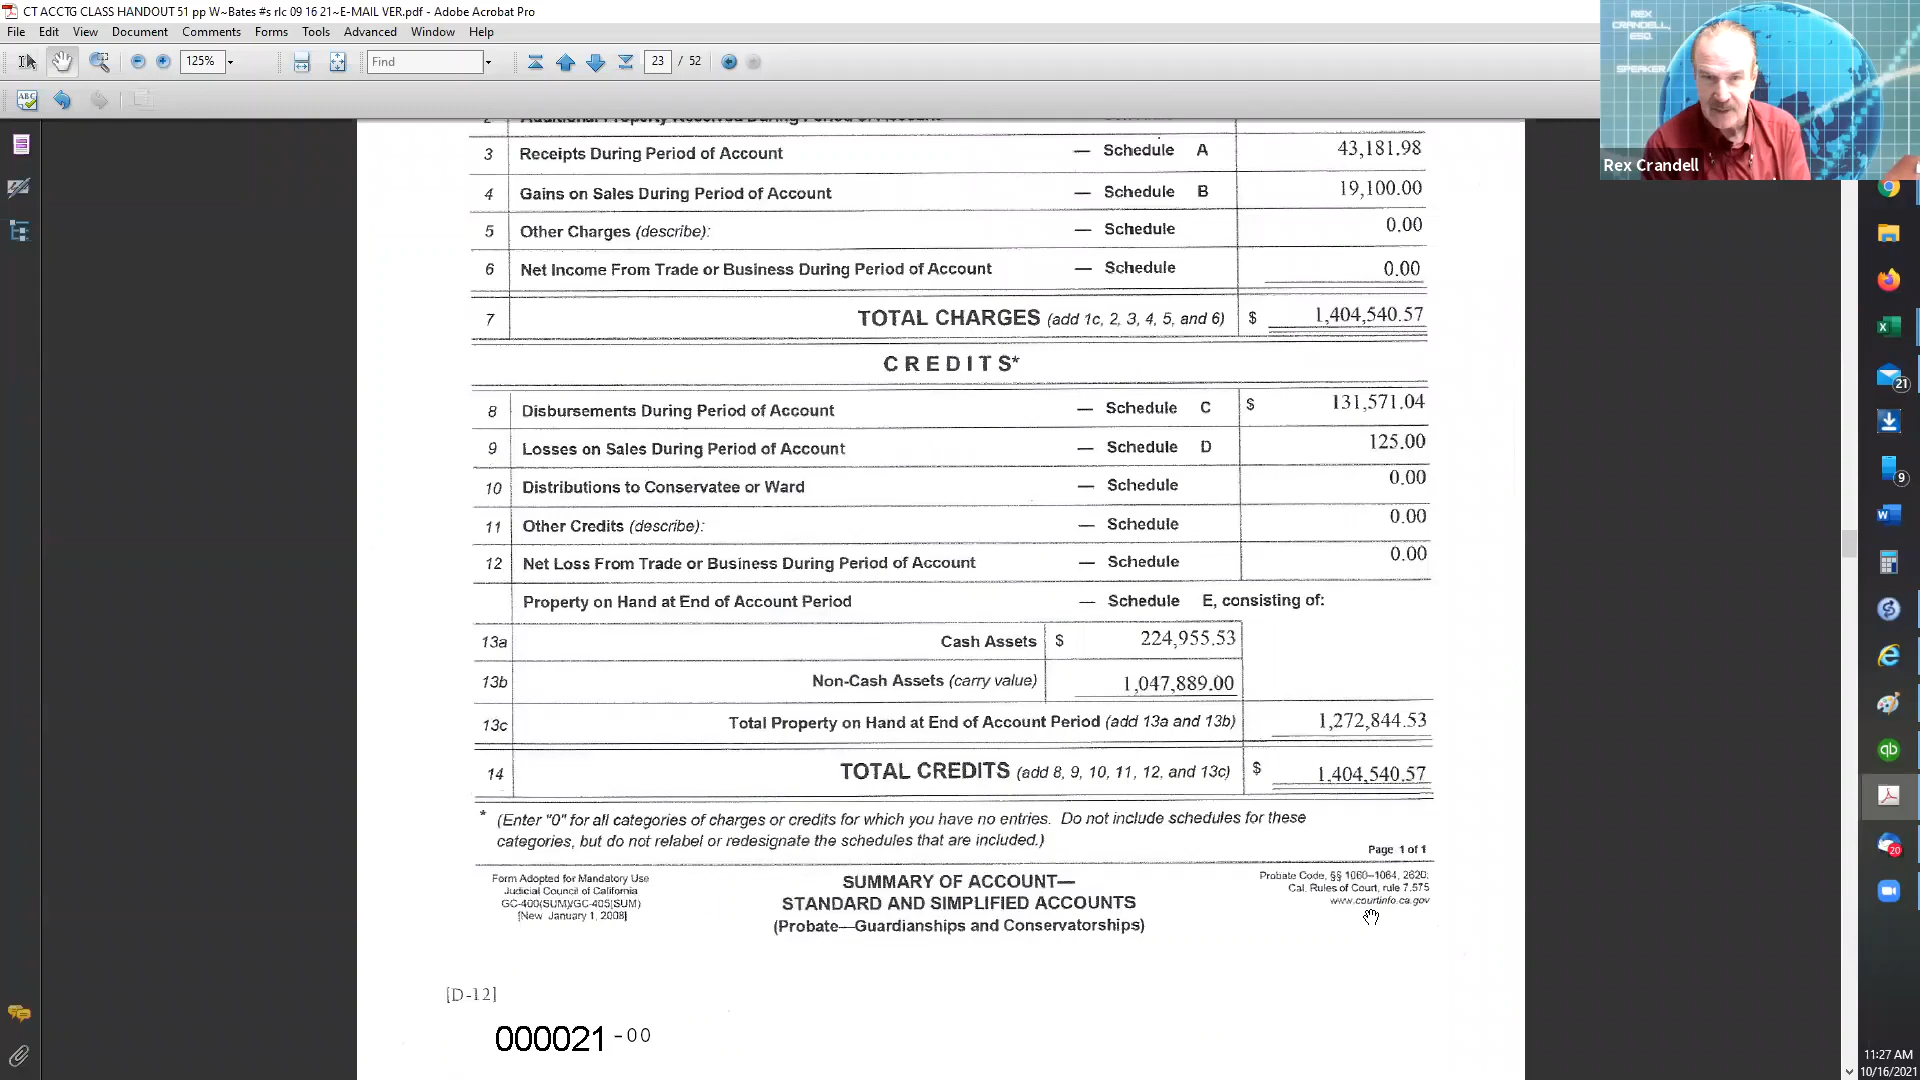 CT ACCTG CLASS HANDOUT 51 pp W~Bates #s rlc 09 16 21~E-MAIL VER.pdf - Adobe Acrobat Pro
File Edit View Document Comments Forms Tools Advanced Window Help
125% Find 23 / 52
REX CRANDELL, ESQ.
SPEAKER
Rex Crandell
2 Additional Property Received During Period of Account
3 Receipts During Period of Account — Schedule A 43,181.98
4 Gains on Sales During Period of Account — Schedule B 19,100.00
5 Other Charges (describe): — Schedule 0.00
6 Net Income From Trade or Business During Period of Account — Schedule 0.00
7 TOTAL CHARGES (add 1c, 2, 3, 4, 5, and 6) $ 1,404,540.57
CREDITS*
8 Disbursements During Period of Account — Schedule C $ 131,571.04
9 Losses on Sales During Period of Account — Schedule D 125.00
10 Distributions to Conservatee or Ward — Schedule 0.00
11 Other Credits (describe): — Schedule 0.00
12 Net Loss From Trade or Business During Period of Account — Schedule 0.00
Property on Hand at End of Account Period — Schedule E, consisting of:
13a Cash Assets $ 224,955.53
13b Non-Cash Assets (carry value) 1,047,889.00
13c Total Property on Hand at End of Account Period (add 13a and 13b) 1,272,844.53
14 TOTAL CREDITS (add 8, 9, 10, 11, 12, and 13c) $ 1,404,540.57
* (Enter "0" for all categories of charges or credits for which you have no entries. Do not include schedules for these
categories, but do not relabel or redesignate the schedules that are included.)
Page 1 of 1
Form Adopted for Mandatory Use
Judicial Council of California
GC-400(SUM)/GC-405(SUM)
[New January 1, 2008]
SUMMARY OF ACCOUNT—
STANDARD AND SIMPLIFIED ACCOUNTS
(Probate—Guardianships and Conservatorships)
Probate Code, §§ 1060–1064, 2620;
Cal. Rules of Court, rule 7.575
www.courtinfo.ca.gov
[D-12]
000021 -00
21
9
20
11:27 AM
10/16/2021